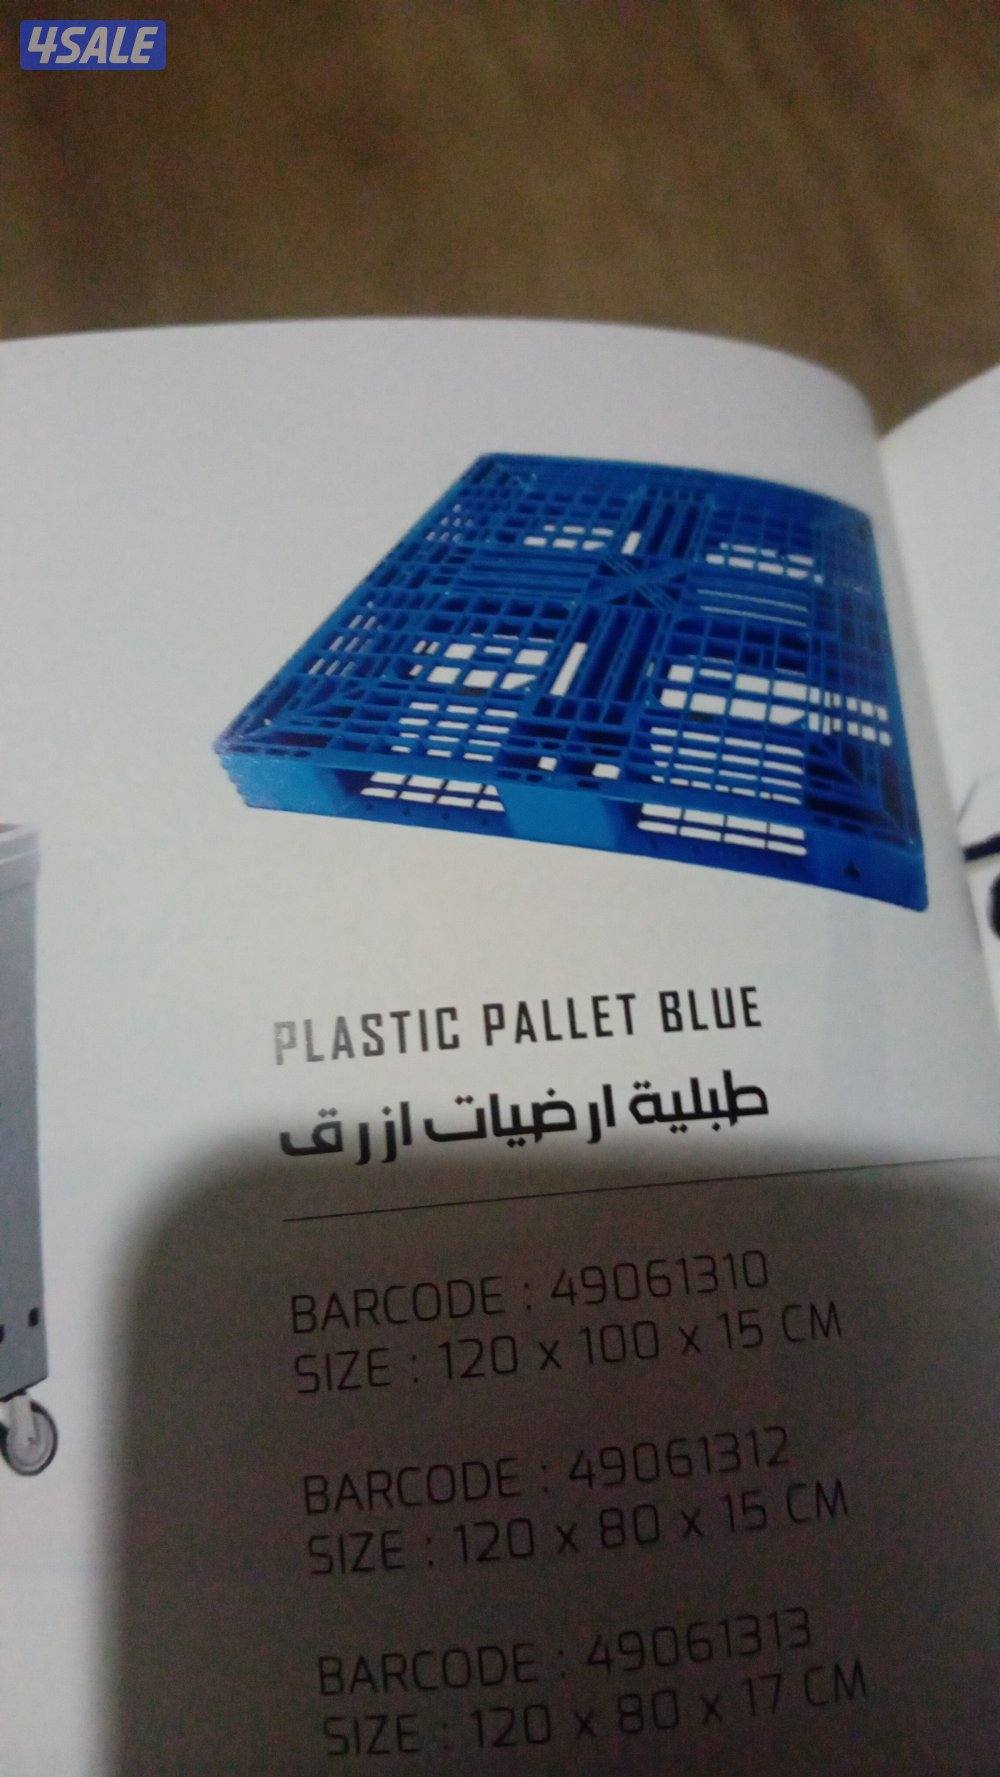 4SALE
PLASTIC PALLET BLUE
طبلية ارضيات ازرق
BARCODE : 49061310
SIZE : 120 x 100 x 15 CM
BARCODE : 49061312
SIZE : 120 x 80 x 15 CM
BARCODE : 49061313
SIZE : 120 x 80 x 17 CM